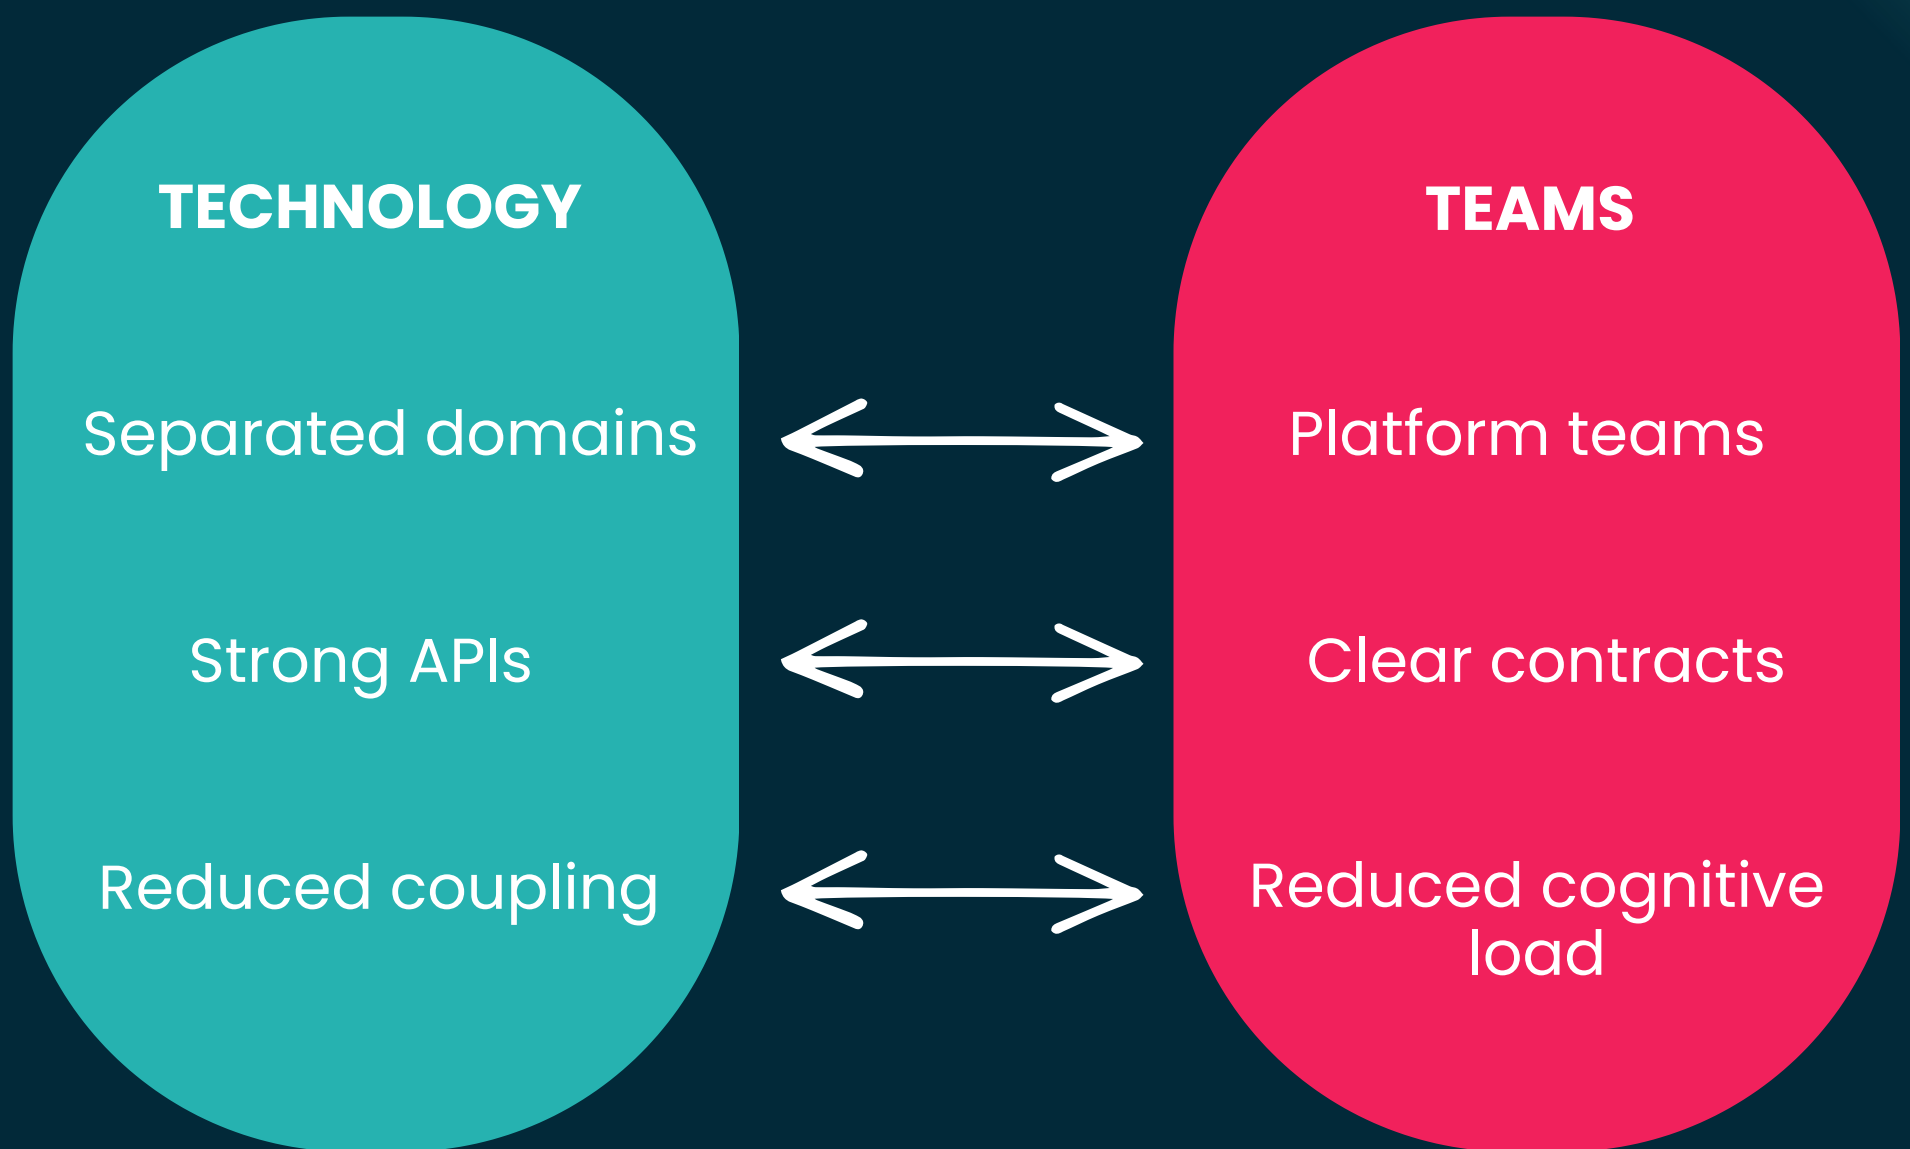 TECHNOLOGY
Separated domains
Strong APIs
Reduced coupling
TEAMS
Platform teams
Clear contracts
Reduced cognitive
load